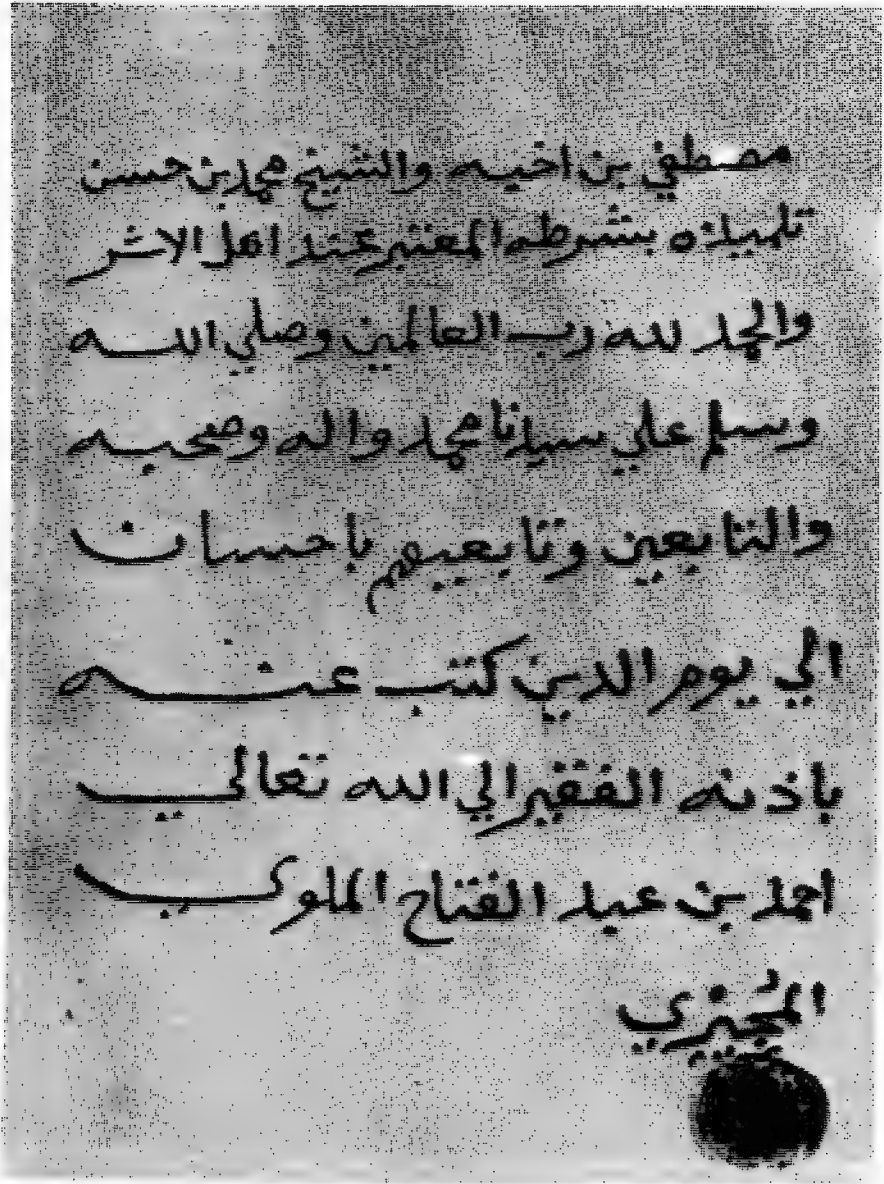 مصطفي بن اخيه والشيخ محمد بن حسن
تلميذه بشرطه المعتبر عند اهل الاثر
والحمد لله رب العالمين وصلي الله
وسلم علي سيدنا محمد واله وصحبه
والتابعين وتابعيهم باحسان
الي يوم الدين كتب عنه
باذنه الفقير الي الله تعالي
احمد بن عبد الفتاح الملوي